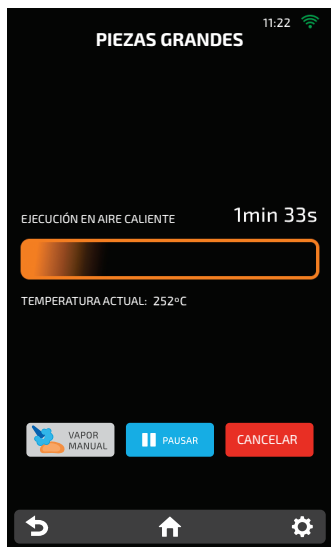 11:22
PIEZAS GRANDES
EJECUCIÓN EN AIRE CALIENTE 1min 33s
TEMPERATURA ACTUAL: 252ºC
VAPOR
MANUAL
PAUSAR
CANCELAR